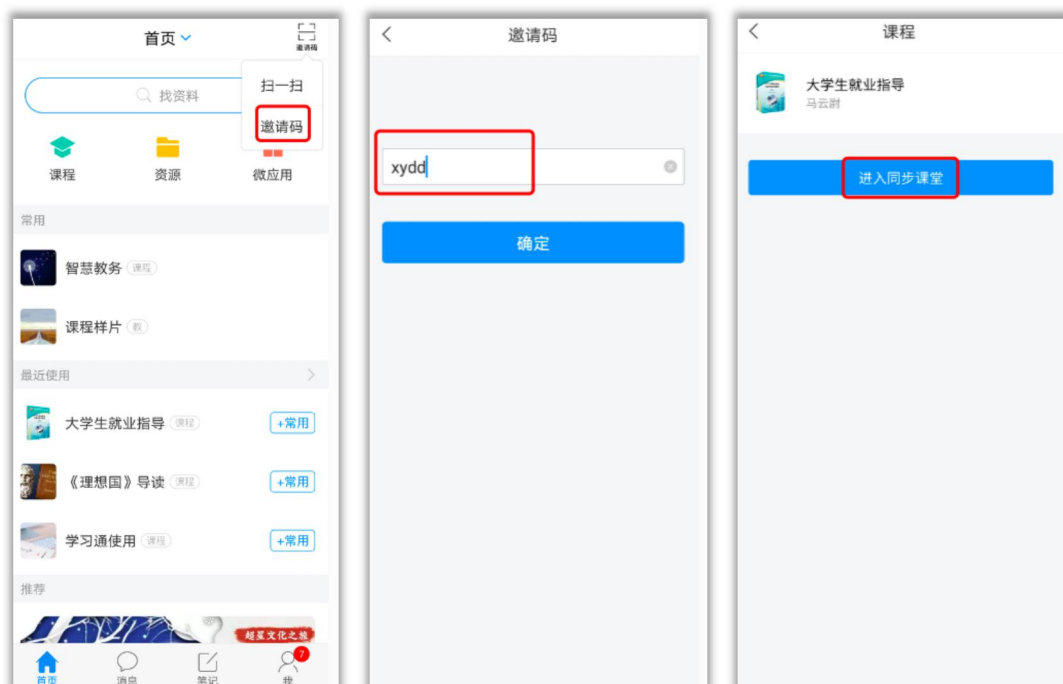 首页
邀请码
找资料
扫一扫
邀请码
课程
资源
微应用
常用
智慧教务 课程
课程样片 教
最近使用
大学生就业指导 课程 +常用
《理想国》导读 课程 +常用
学习通使用 课程 +常用
推荐
超星文化之旅
首页
消息
笔记
7
我
邀请码
xydd
确定
课程
大学生就业指导
马云尉
进入同步课堂